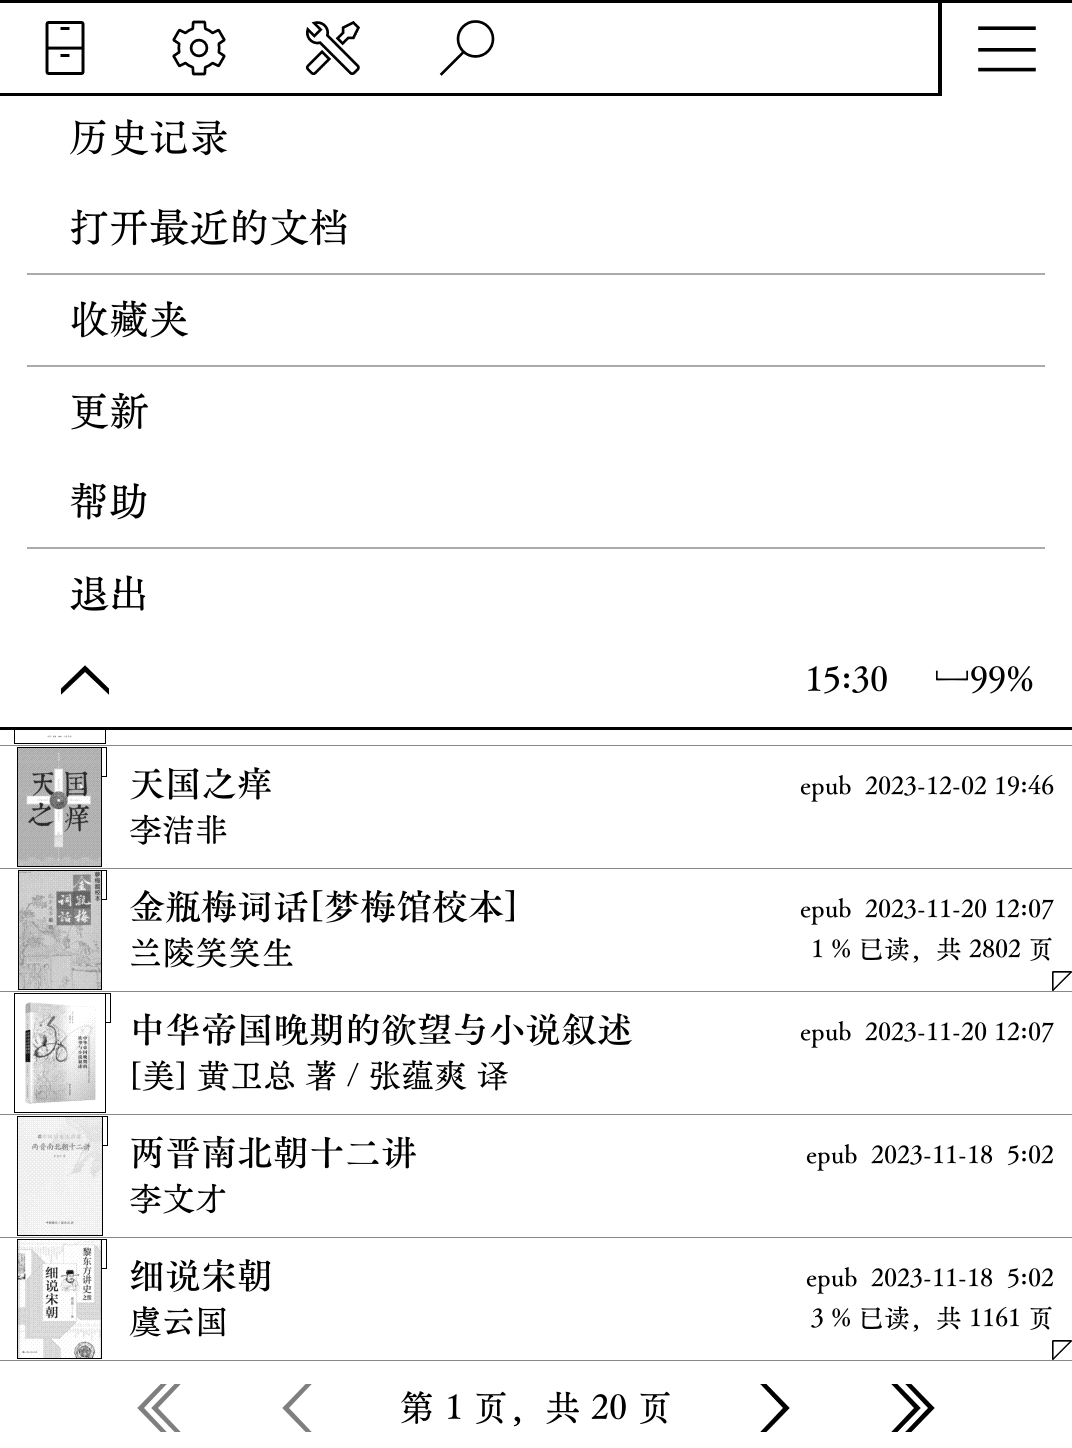 历史记录
打开最近的文档
收藏夹
更新
帮助
退出
15:30 99%
天国之痒
天国之痒
李洁非
epub 2023-12-02 19:46
金瓶梅词话
金瓶梅词话[梦梅馆校本]
兰陵笑笑生
epub 2023-11-20 12:07
1 % 已读，共 2802 页
中华帝国晚期的欲望与小说叙述
[美] 黄卫总 著 / 张蕴爽 译
epub 2023-11-20 12:07
两晋南北朝十二讲
两晋南北朝十二讲
李文才
epub 2023-11-18 5:02
黎东方讲史之续
细说宋朝
细说宋朝
虞云国
epub 2023-11-18 5:02
3 % 已读，共 1161 页
第 1 页，共 20 页